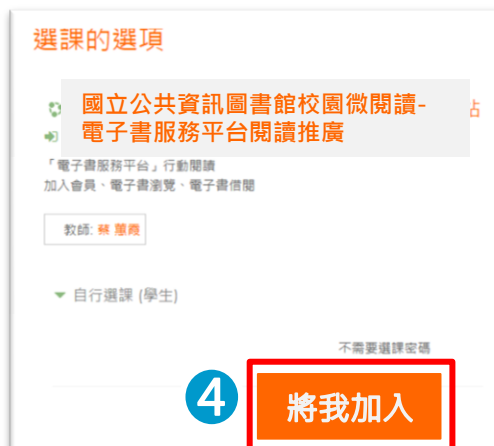 選課的選項
國立公共資訊圖書館校園微閱讀-
電子書服務平台閱讀推廣
站
「電子書服務平台」行動閱讀
加入會員、電子書瀏覽、電子書借閱
教師: 蔡 蕙霞
自行選課 (學生)
不需要選課密碼
4
將我加入